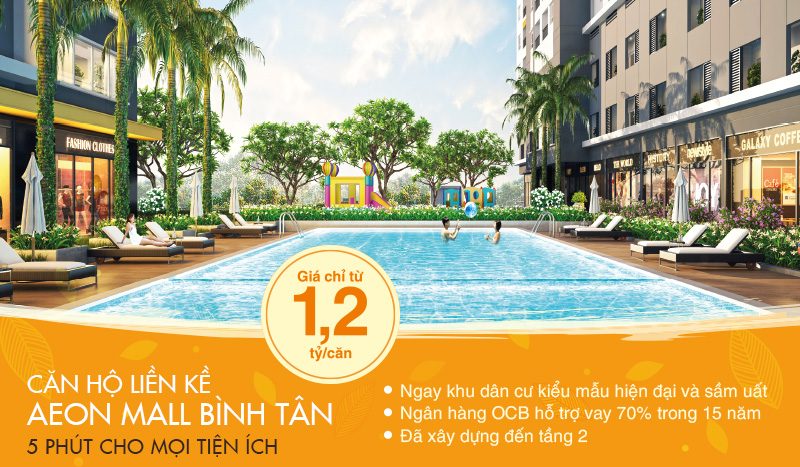 FASHION CLOTHES
GALAXY COFFE
Giá chỉ từ
1,2
tỷ/căn
CĂN HỘ LIỀN KỀ
AEON MALL BÌNH TÂN
5 PHÚT CHO MỌI TIỆN ÍCH
Ngay khu dân cư kiểu mẫu hiện đại và sầm uất
Ngân hàng OCB hỗ trợ vay 70% trong 15 năm
Đã xây dựng đến tầng 2